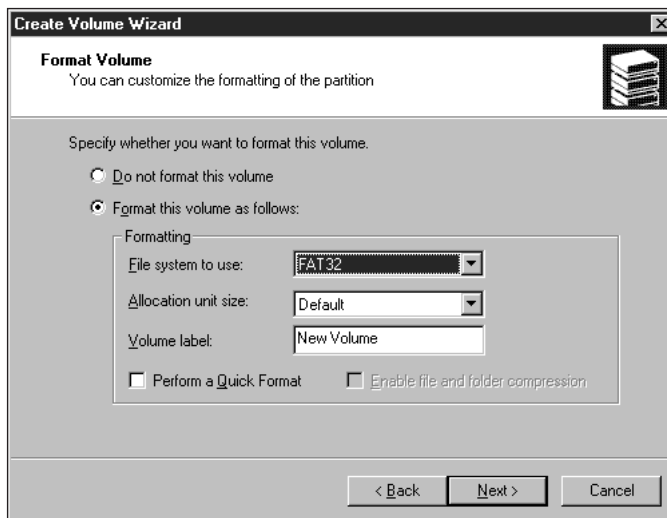 Create Volume Wizard
Format Volume
You can customize the formatting of the partition
Specify whether you want to format this volume.
Do not format this volume
Format this volume as follows:
Formatting
File system to use: FAT32
Allocation unit size: Default
Volume label: New Volume
Perform a Quick Format Enable file and folder compression
< Back Next > Cancel